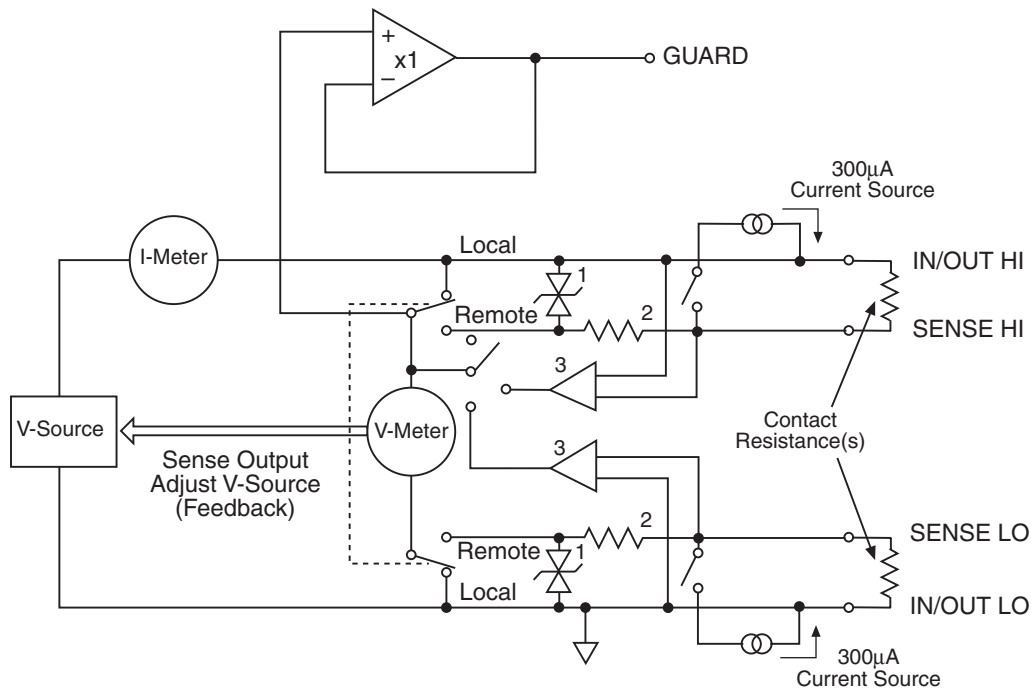 +
x1
−
GUARD
300µA
Current Source
I-Meter
Local
IN/OUT HI
1
Remote
2
SENSE HI
3
V-Source
V-Meter
Contact
Resistance(s)
3
Sense Output
Adjust V-Source
(Feedback)
2
SENSE LO
Remote
1
Local
IN/OUT LO
300µA
Current Source